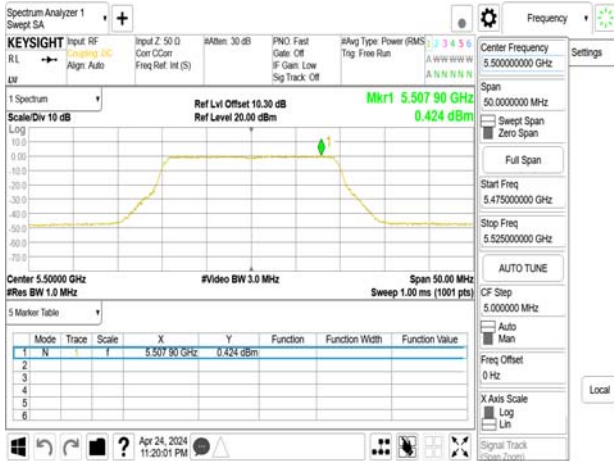 Spectrum Analyzer 1
Swept SA
Frequency
Settings
KEYSIGHT
Input: RF
Coupling: DC
Align: Auto
RL
LXI
Input Z: 50 Ω
Corr CCorr
Freq Ref: Int (S)
#Atten: 30 dB
PNO: Fast
Gate: Off
IF Gain: Low
Sig Track: Off
#Avg Type: Power (RMS
Trig: Free Run
1 2 3 4 5 6
A WW WW W
A N N N N N
1 Spectrum
Scale/Div 10 dB
Log
Ref Lvl Offset 10.30 dB
Ref Level 20.00 dBm
Mkr1 5.507 90 GHz
0.424 dBm
1
10.0
0.00
-10.0
-20.0
-30.0
-40.0
-50.0
-60.0
-70.0
Center 5.50000 GHz
#Res BW 1.0 MHz
#Video BW 3.0 MHz
Span 50.00 MHz
Sweep 1.00 ms (1001 pts)
5 Marker Table
Mode Trace Scale X Y Function Function Width Function Value
1 N 1 f 5.507 90 GHz 0.424 dBm
2
3
4
5
6
Apr 24, 2024
11:20:01 PM
Center Frequency
5.500000000 GHz
Span
50.0000000 MHz
Swept Span
Zero Span
Full Span
Start Freq
5.475000000 GHz
Stop Freq
5.525000000 GHz
AUTO TUNE
CF Step
5.000000 MHz
Auto
Man
Freq Offset
0 Hz
X Axis Scale
Log
Lin
Signal Track
(Span Zoom)
Local